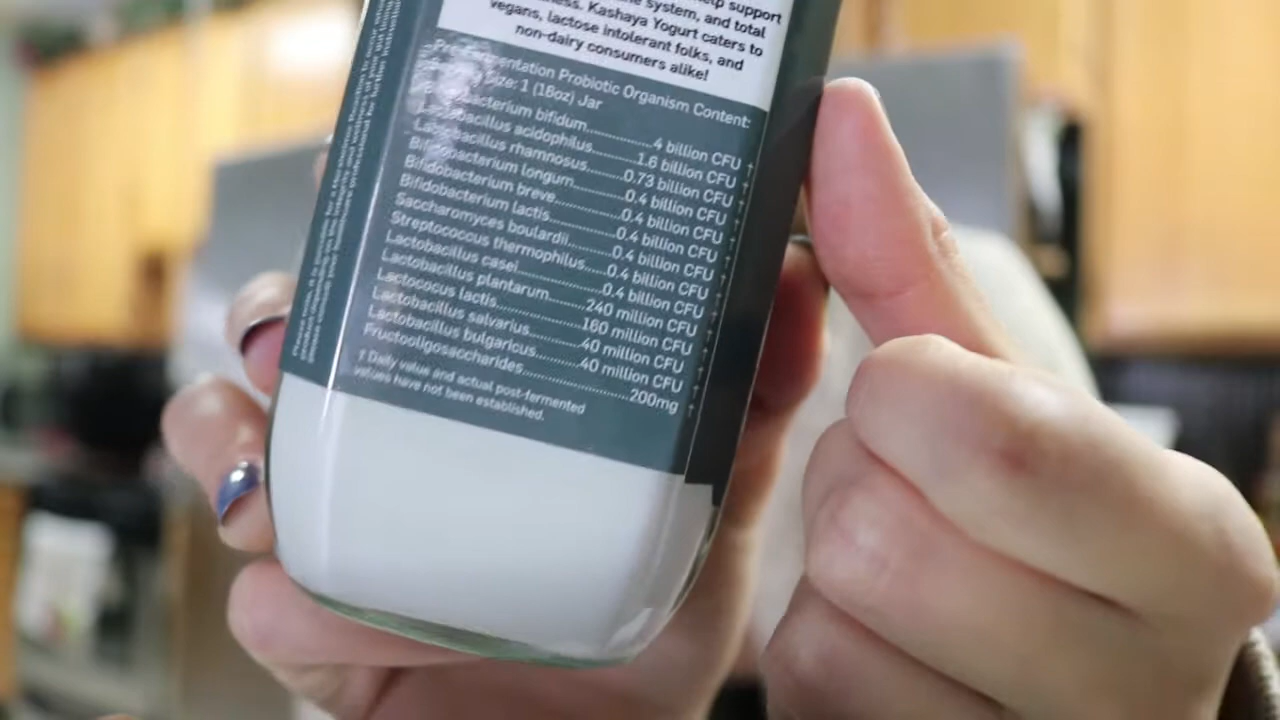 help support
system, and total
Kashaya Yogurt caters to
vegans, lactose intolerant folks, and
non-dairy consumers alike!
Probiotic Organism Content:
Size: 1 (18oz) Jar
bifidum..........4 billion CFU †
Lactobacillus acidophilus..........1.6 billion CFU †
Lactobacillus rhamnosus..........0.73 billion CFU †
Bifidobacterium longum..........0.4 billion CFU †
Bifidobacterium breve..........0.4 billion CFU †
Bifidobacterium lactis..........0.4 billion CFU †
Saccharomyces boulardii..........0.4 billion CFU †
Streptococcus thermophilus.....0.4 billion CFU †
Lactobacillus casei..........0.4 billion CFU †
Lactobacillus plantarum..........240 million CFU †
Lactococcus lactis..........160 million CFU †
Lactobacillus salvarius..........40 million CFU †
Lactobacillus bulgaricus..........40 million CFU †
Fructooligosaccharides..........200mg †
† Daily value and actual post-fermented
values have not been established.